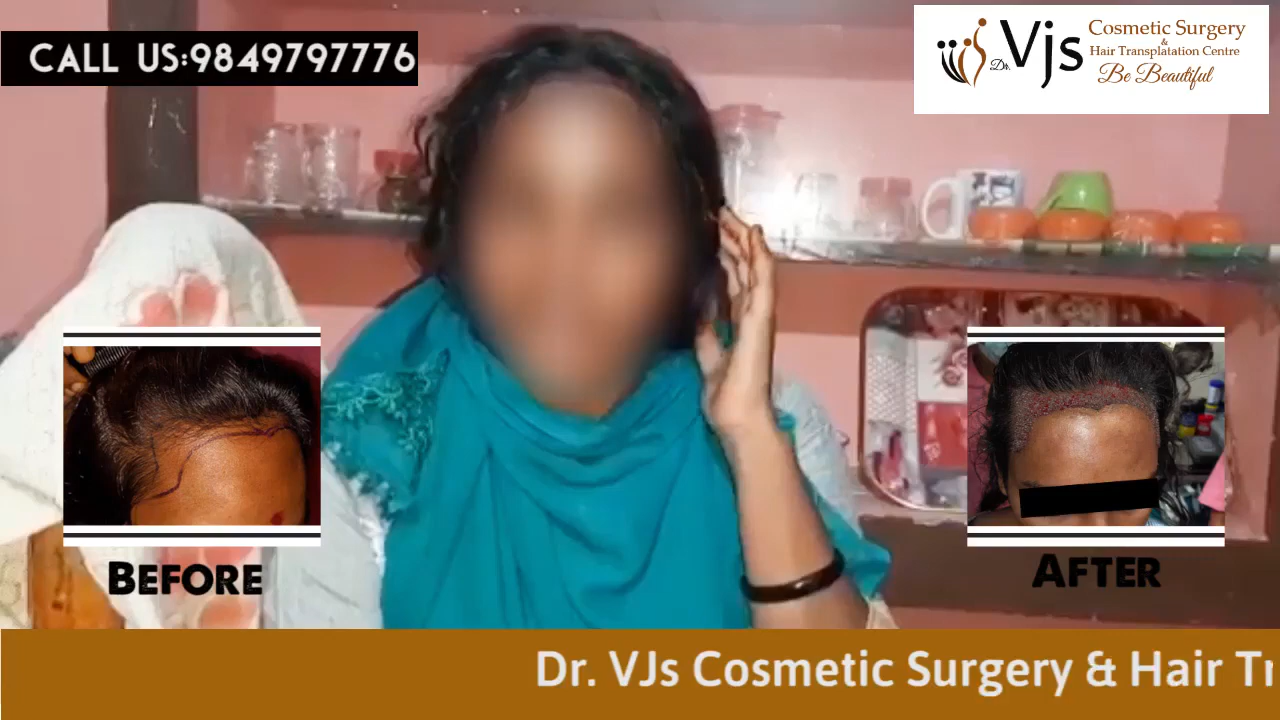 CALL US:9849797776
Dr. Vjs
Cosmetic Surgery
&
Hair Transplatation Centre
Be Beautiful
BEFORE
AFTER
Dr. VJs Cosmetic Surgery & Hair Tr